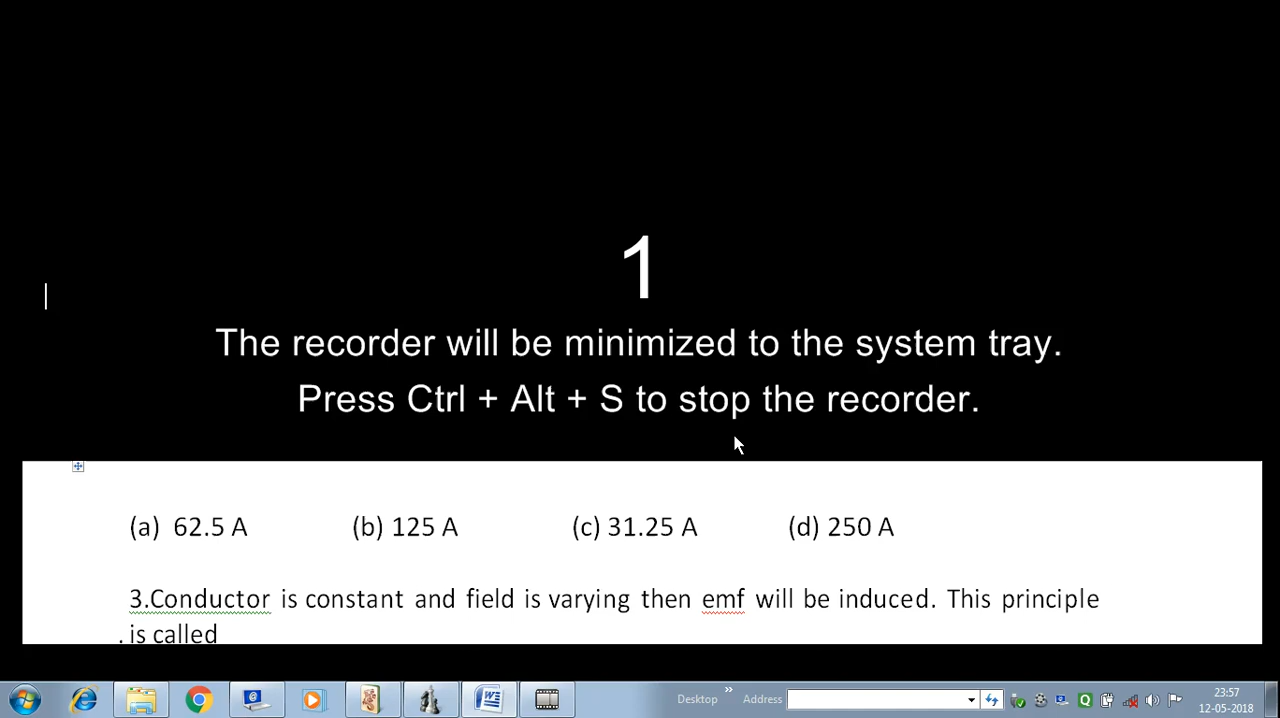 1
The recorder will be minimized to the system tray.
Press Ctrl + Alt + S to stop the recorder.
(a) 62.5 A (b) 125 A (c) 31.25 A (d) 250 A
3.Conductor is constant and field is varying then emf will be induced. This principle
. is called
Desktop » Address 23:57
12-05-2018